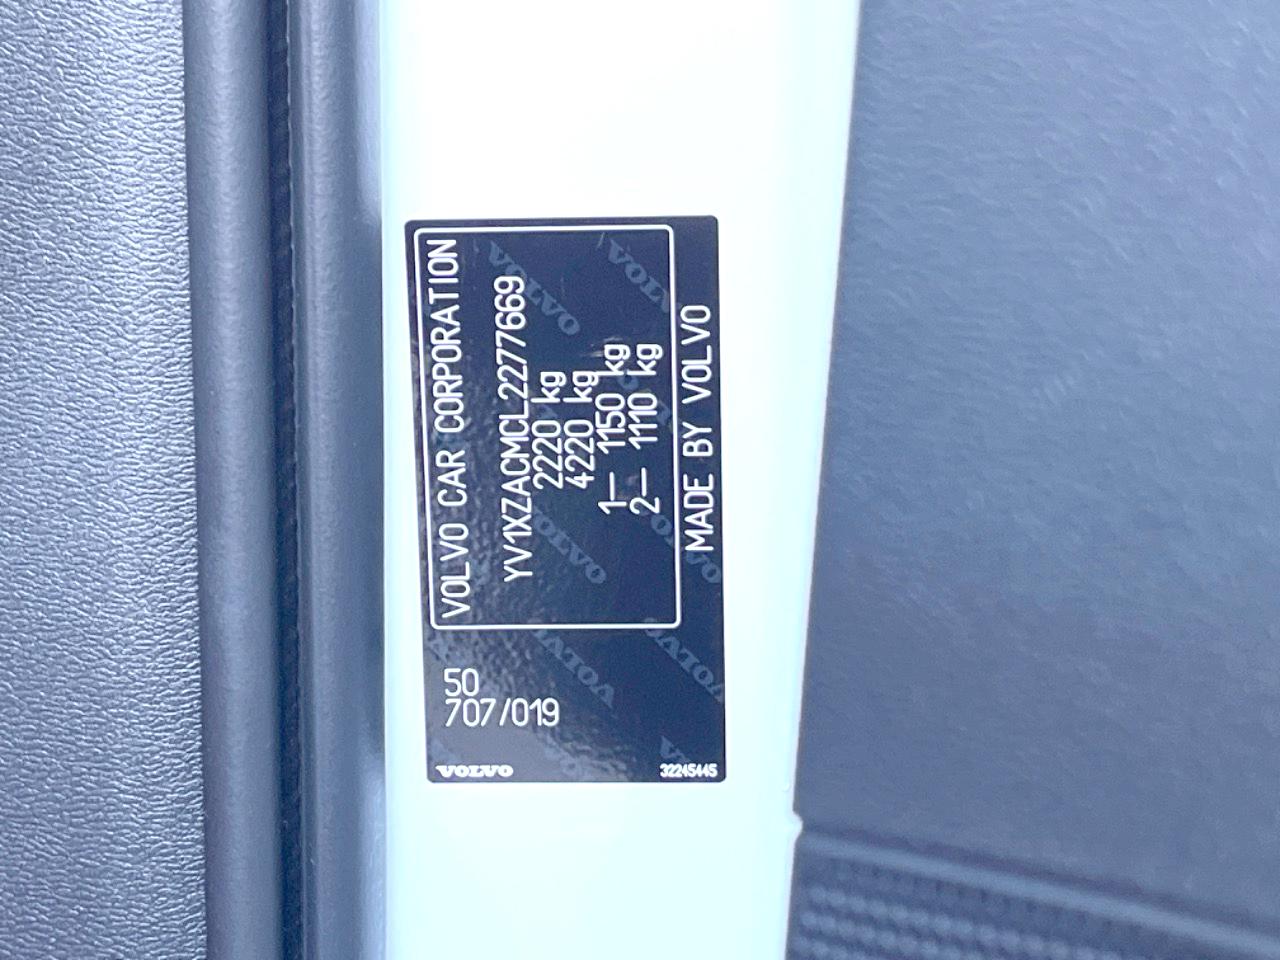 VOLVO CAR CORPORATION
YV1XZACMCL2277669
2220 kg
4220 kg
1— 1150 kg
2— 1110 kg
MADE BY VOLVO
50
707/019
VOLVO
32245445